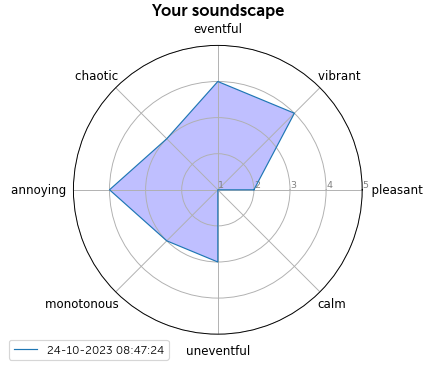 Your soundscape
eventful
chaotic
vibrant
annoying
1 2 3 4 5
pleasant
monotonous
calm
24-10-2023 08:47:24
uneventful